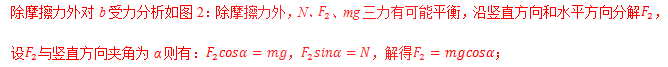 除摩擦力外对 b 受力分析如图 2：除摩擦力外，N、F₂、mg 三力有可能平衡，沿竖直方向和水平方向分解F₂，
设F₂与竖直方向夹角为 α则有：F₂cosα = mg，F₂sinα = N，解得F₂ = mgcosα；